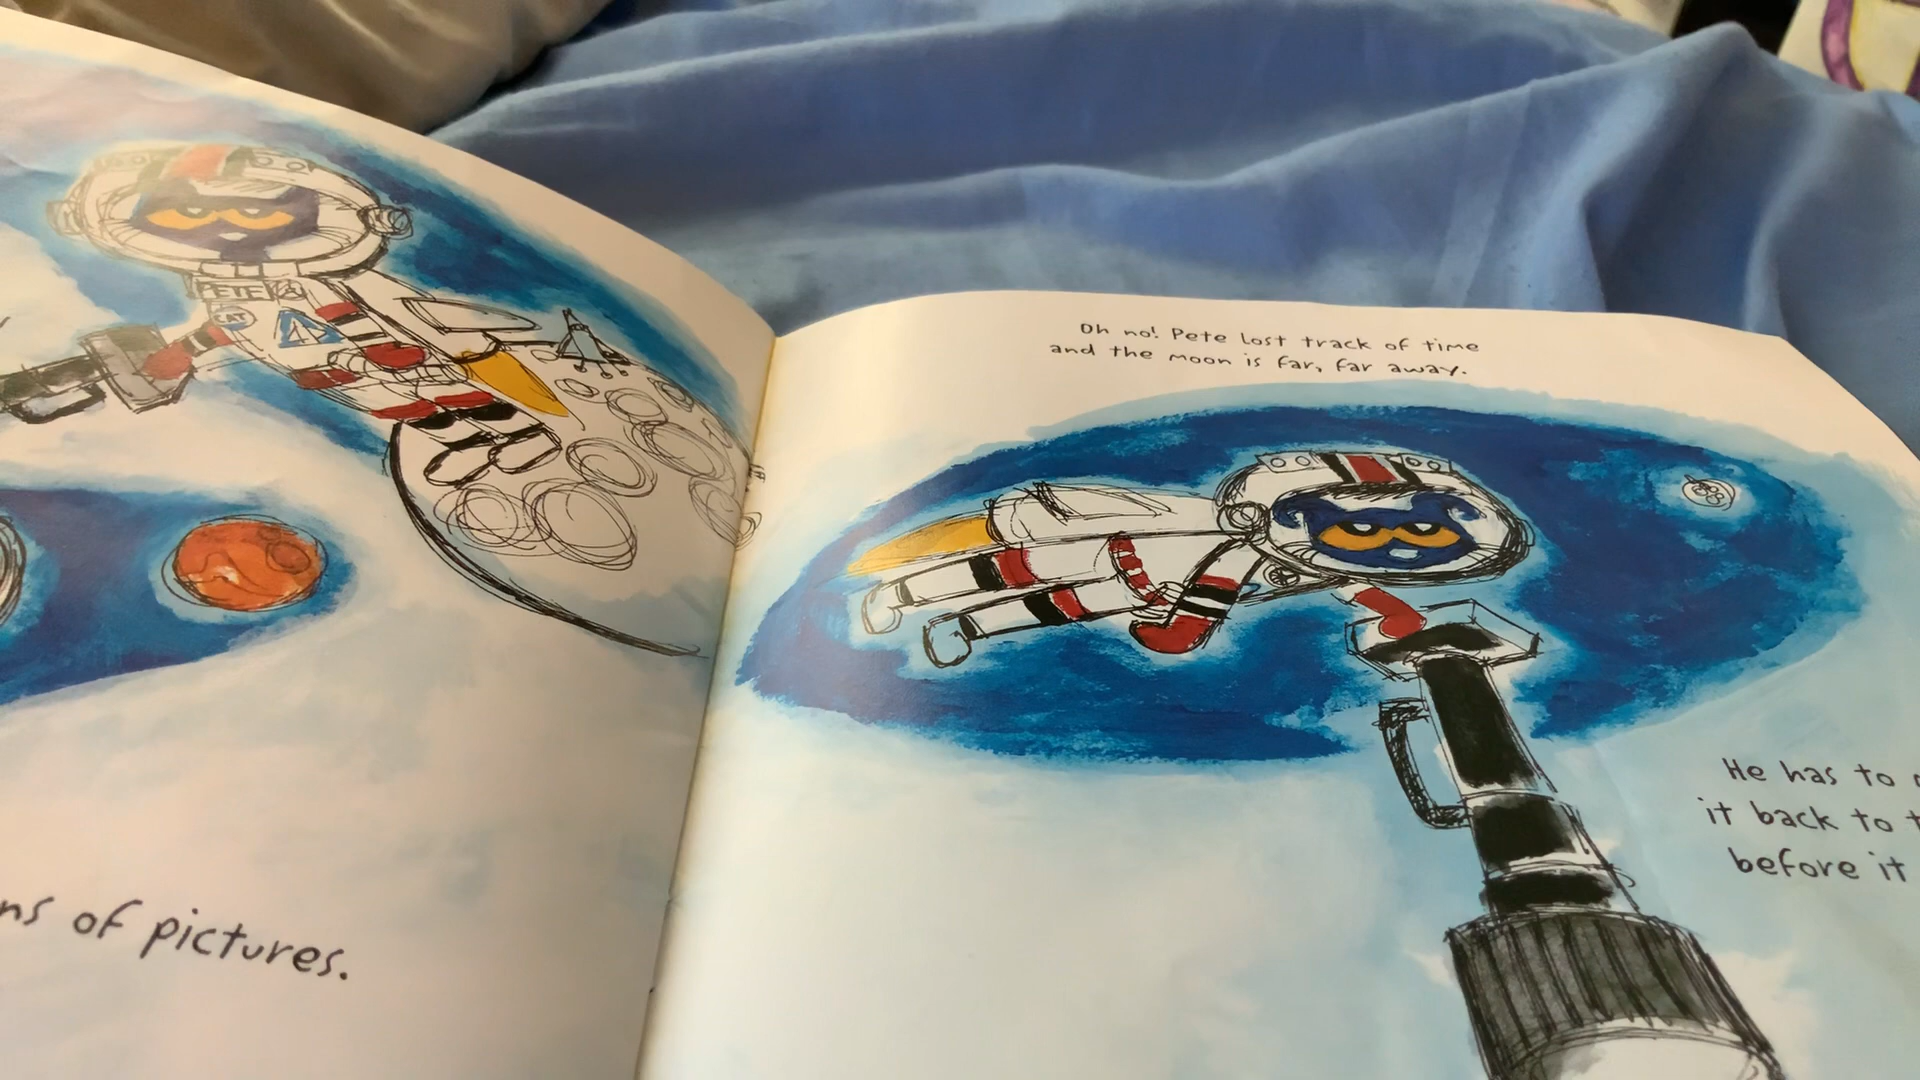 PETE
CAT
ns of pictures.
Oh no! Pete lost track of time
and the moon is far, far away.
He has to
it back to
before it